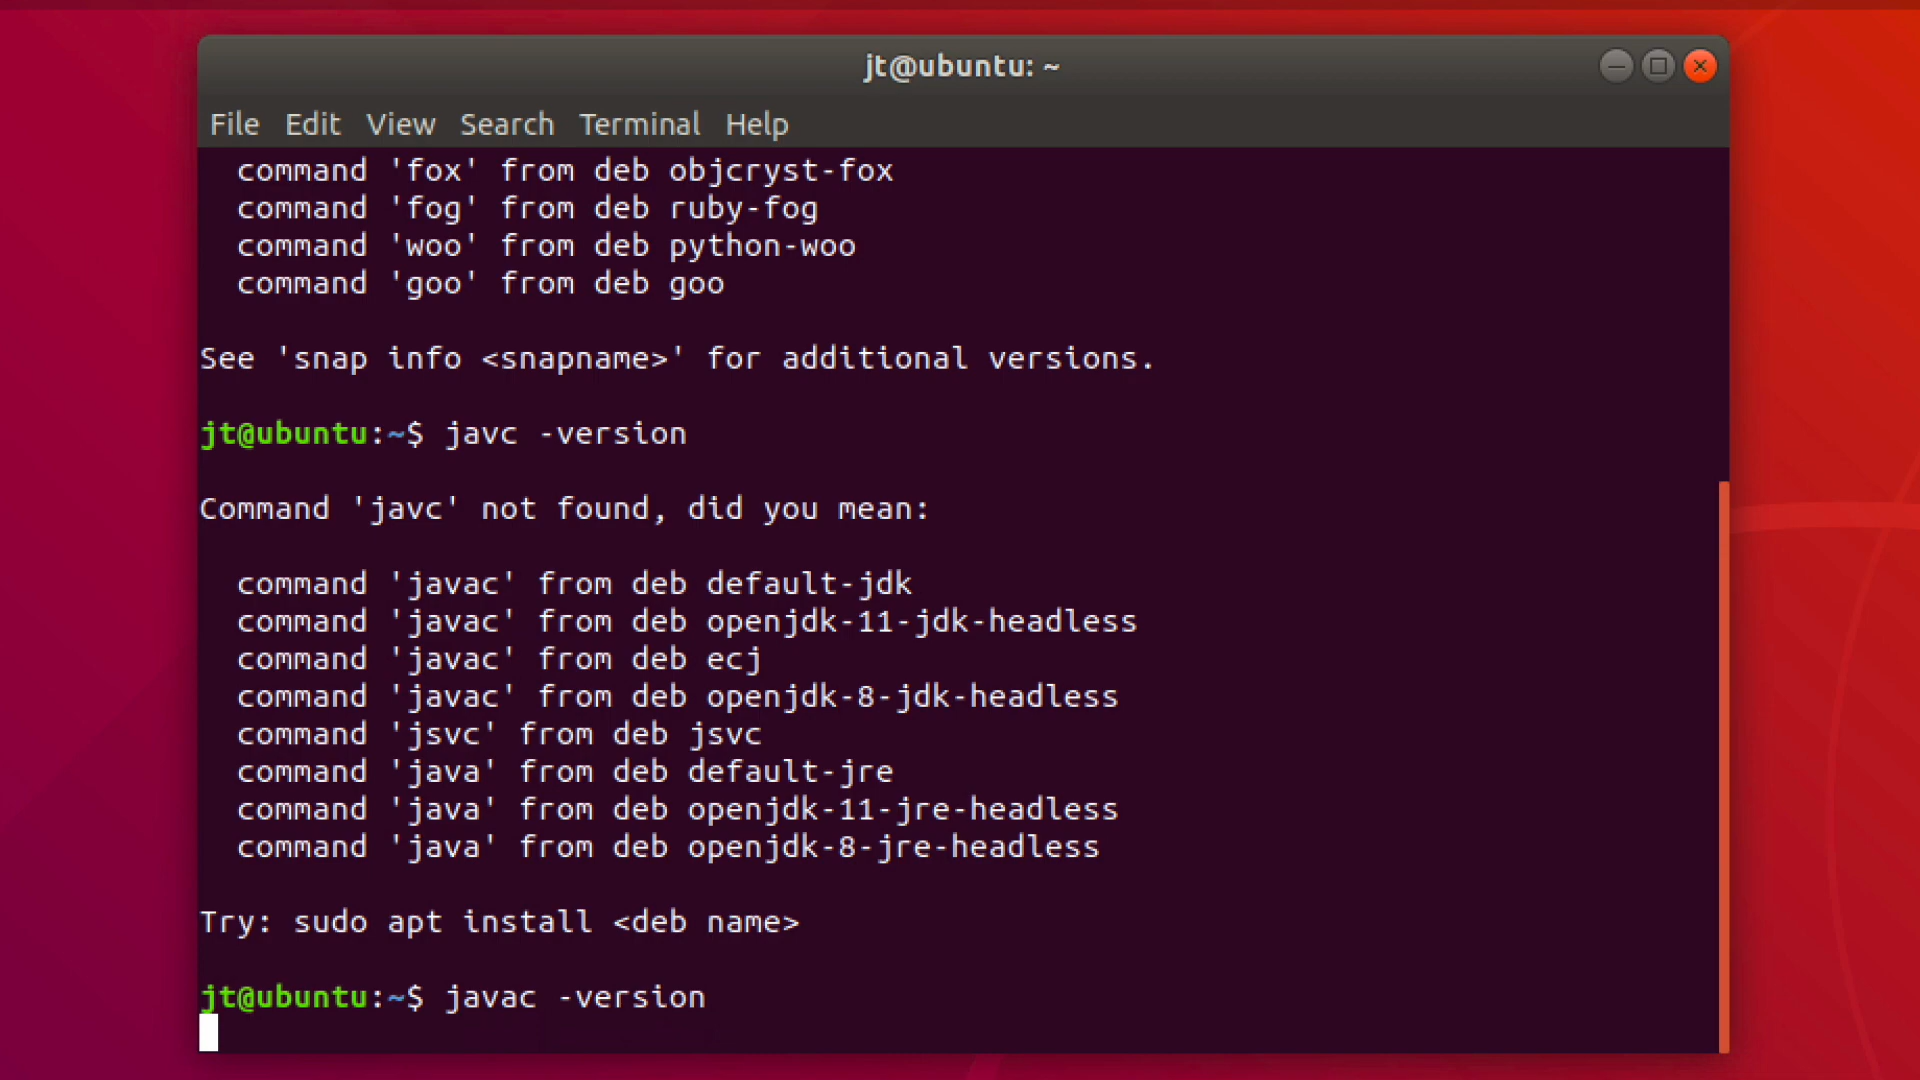 jt@ubuntu: ~
File Edit View Search Terminal Help
command 'fox' from deb objcryst-fox
command 'fog' from deb ruby-fog
command 'woo' from deb python-woo
command 'goo' from deb goo
See 'snap info <snapname>' for additional versions.
jt@ubuntu:~$ javc -version
Command 'javc' not found, did you mean:
command 'javac' from deb default-jdk
command 'javac' from deb openjdk-11-jdk-headless
command 'javac' from deb ecj
command 'javac' from deb openjdk-8-jdk-headless
command 'jsvc' from deb jsvc
command 'java' from deb default-jre
command 'java' from deb openjdk-11-jre-headless
command 'java' from deb openjdk-8-jre-headless
Try: sudo apt install <deb name>
jt@ubuntu:~$ javac -version